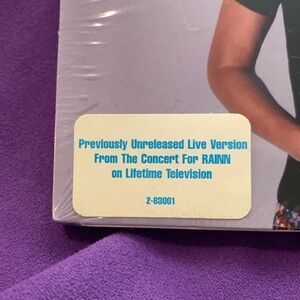 Previously Unreleased Live Version
From The Concert For RAINN
on Lifetime Television
2-83001